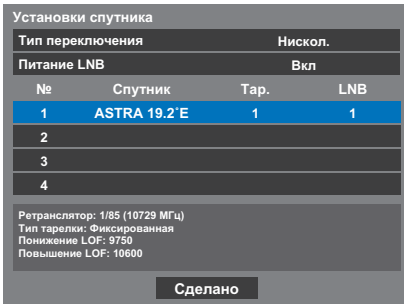 Установки спутника
Тип переключения Нискол.
Питание LNB Вкл
№ Спутник Тар. LNB
1 ASTRA 19.2˚E 1 1
2
3
4
Ретранслятор: 1/85 (10729 МГц)
Тип тарелки: Фиксированная
Понижение LOF: 9750
Повышение LOF: 10600
Сделано